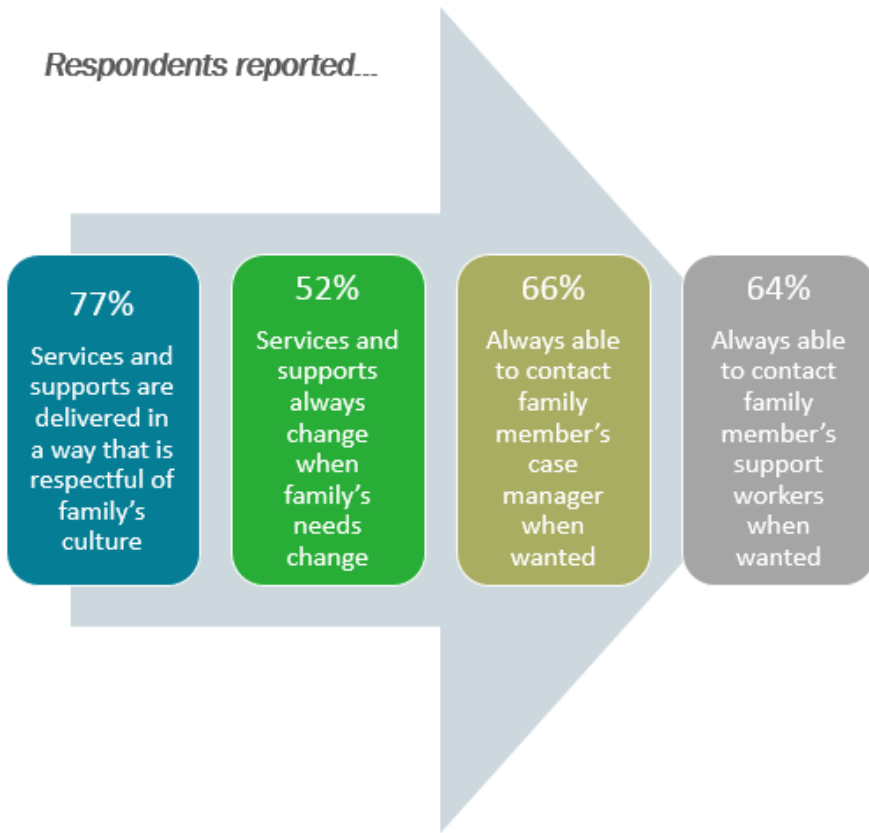 Respondents reported...
77%
Services and
supports are
delivered in
a way that is
respectful of
family's
culture
52%
Services and
supports
always
change
when
family's
needs
change
66%
Always able
to contact
family
member's
case
manager
when
wanted
64%
Always able
to contact
family
member's
support
workers
when
wanted